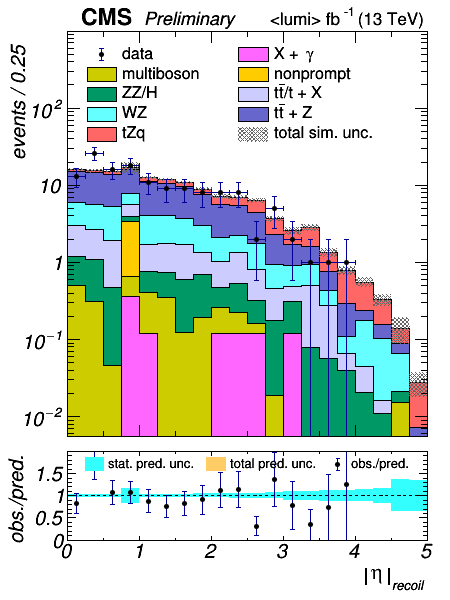 CMS Preliminary <lumi> fb⁻¹ (13 TeV)
events / 0.25
data
multiboson
ZZ/H
WZ
tZq
X + γ
nonprompt
tt̄/t + X
tt̄ + Z
total sim. unc.
10²
10
1
10⁻¹
10⁻²
obs./pred.
stat. pred. unc. total pred. unc. obs./pred.
1.5
1
0.5
0
0 1 2 3 4 5
|η|recoil